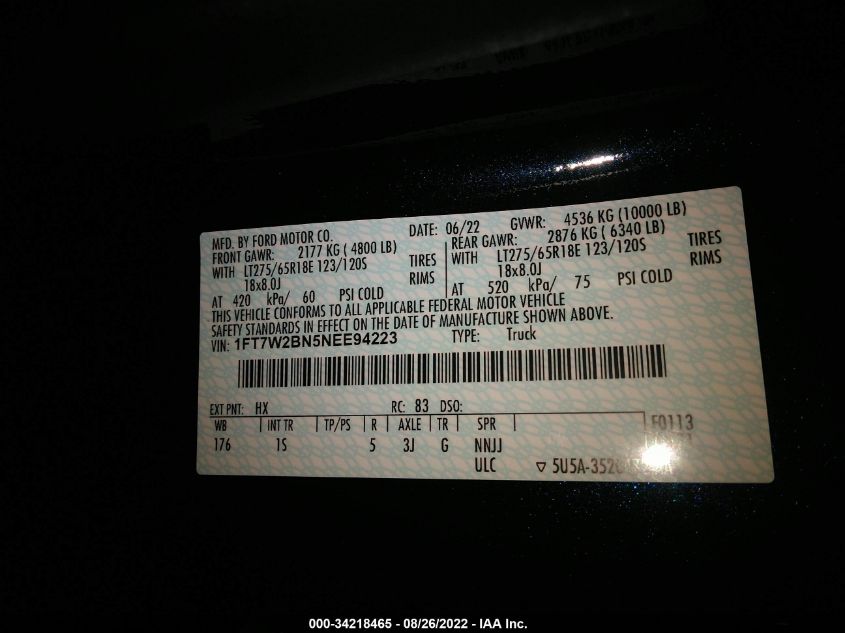 MFD. BY FORD MOTOR CO. DATE: 06/22 GVWR: 4536 KG (10000 LB)
FRONT GAWR: 2177 KG ( 4800 LB) REAR GAWR: 2876 KG ( 6340 LB)
WITH LT275/65R18E 123/120S TIRES WITH LT275/65R18E 123/120S TIRES
18x8.0J RIMS 18x8.0J RIMS
AT 420 kPa/ 60 PSI COLD AT 520 kPa/ 75 PSI COLD
THIS VEHICLE CONFORMS TO ALL APPLICABLE FEDERAL MOTOR VEHICLE
SAFETY STANDARDS IN EFFECT ON THE DATE OF MANUFACTURE SHOWN ABOVE.
VIN: 1FT7W2BN5NEE94223 TYPE: Truck
EXT PNT: HX RC: 83 DSO:
WB INT TR TP/PS R AXLE TR SPR F0113
176 1S 5 3J G NNJJ
ULC
000-34218465 - 08/26/2022 - IAA Inc.